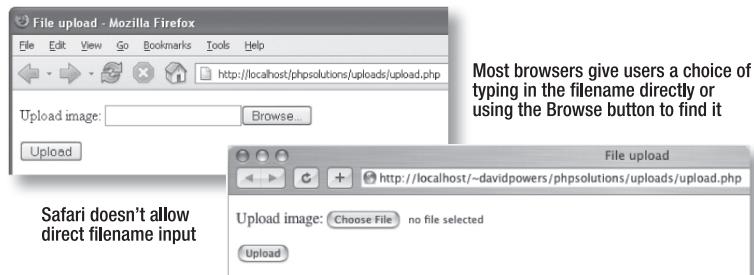 File upload - Mozilla Firefox
File Edit View Go Bookmarks Tools Help
http://localhost/phpsolutions/uploads/upload.php
Upload image: Browse...
Upload
Most browsers give users a choice of
typing in the filename directly or
using the Browse button to find it
File upload
http://localhost/~davidpowers/phpsolutions/uploads/upload.php
Upload image: Choose File no file selected
Upload
Safari doesn't allow
direct filename input